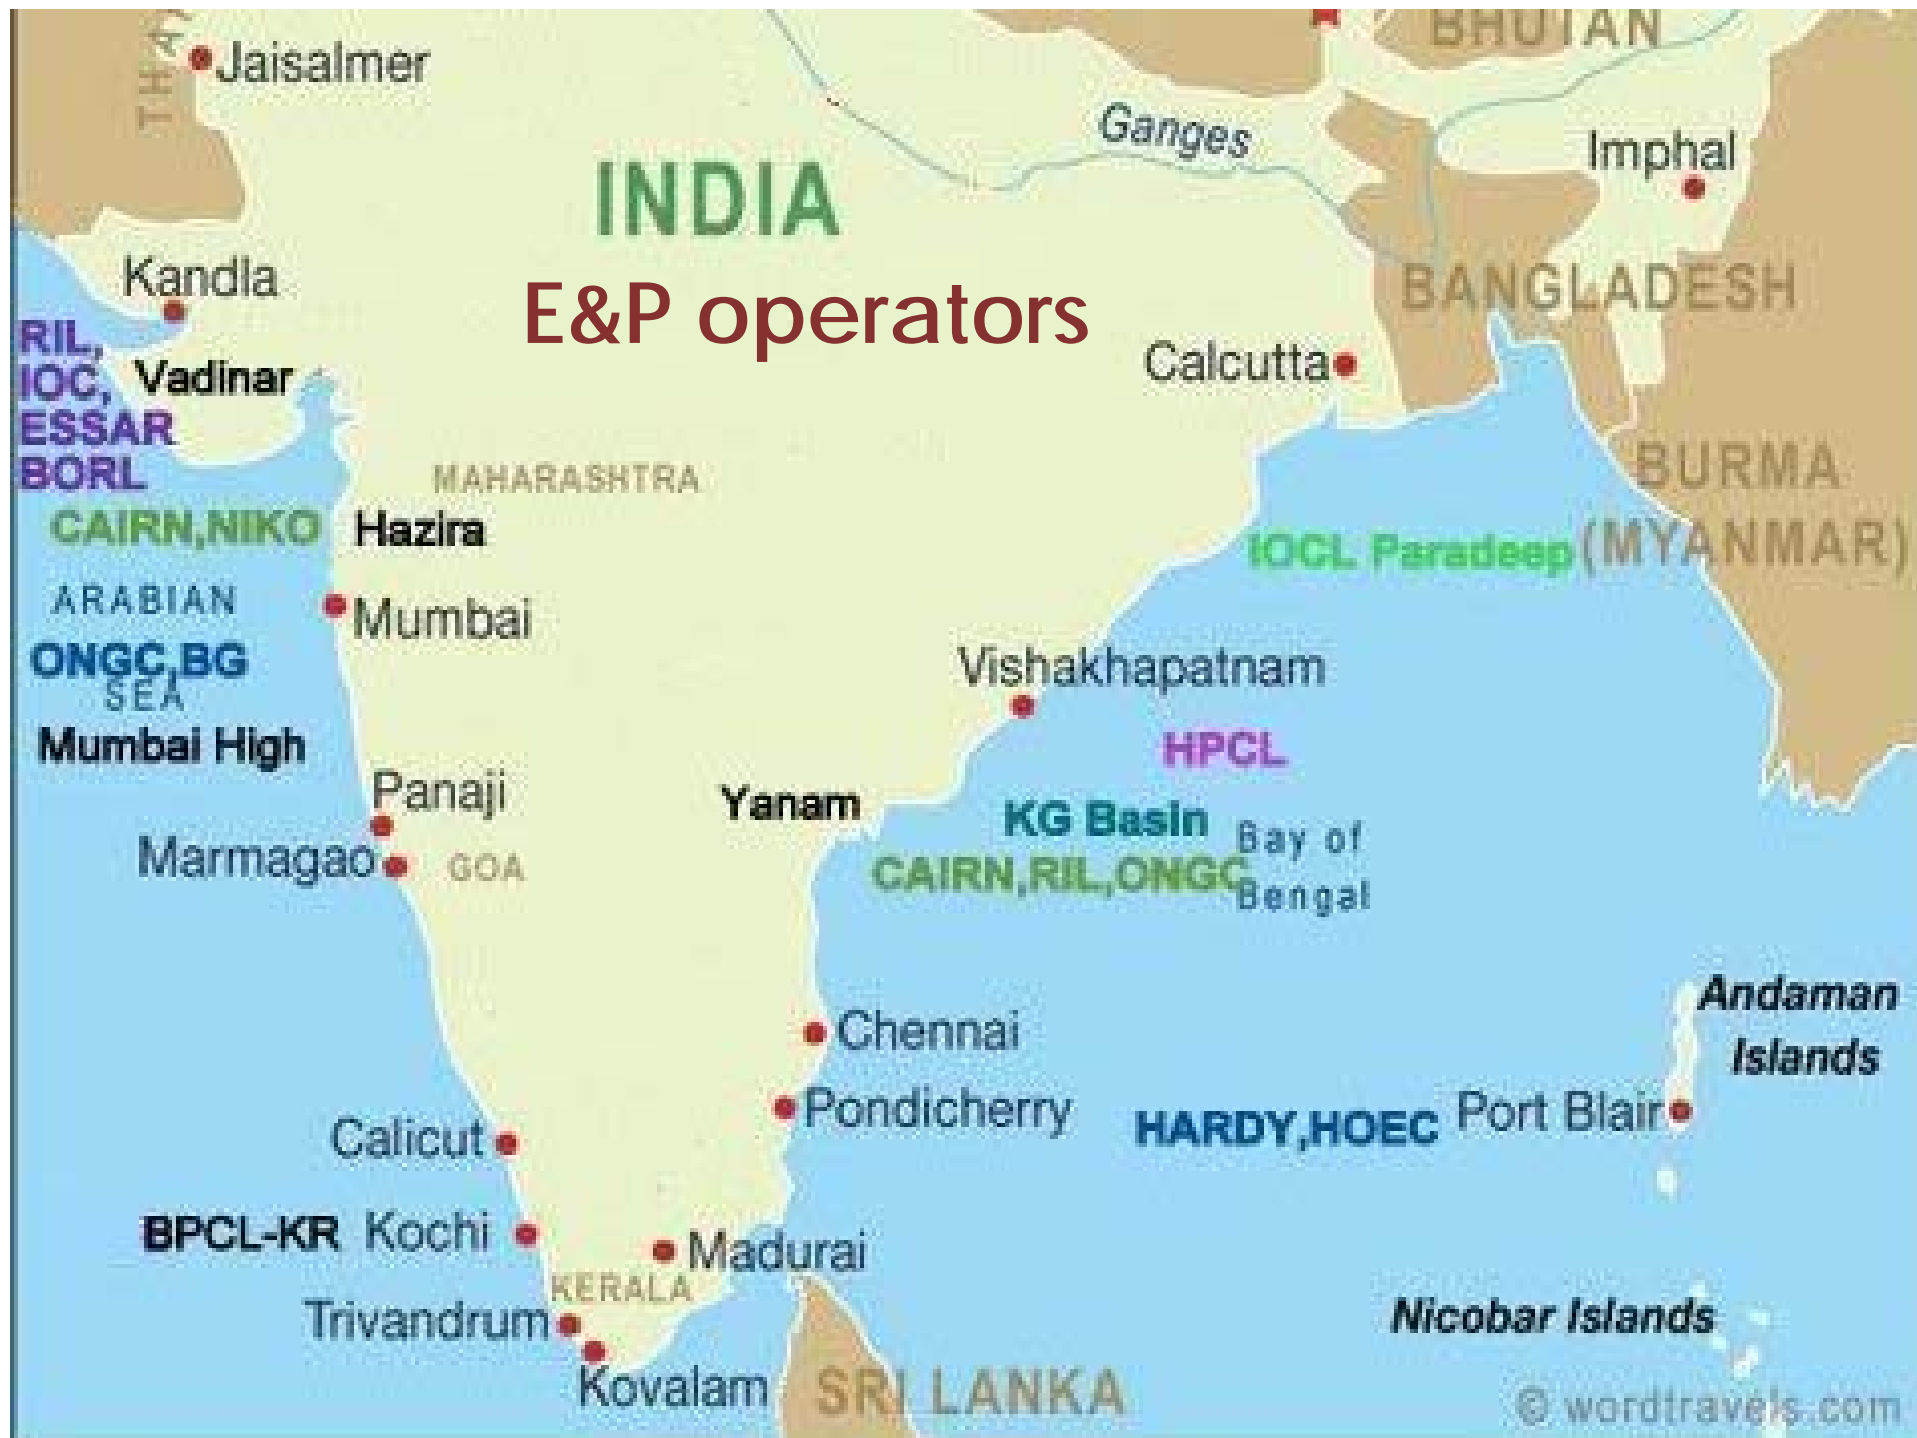 BHUTAN
THA
Jaisalmer
Ganges
Imphal
INDIA
Kandla
E&P operators
BANGLADESH
RIL,
IOC,
Vadinar
ESSAR
BORL
Calcutta
MAHARASHTRA
BURMA
(MYANMAR)
CAIRN,NIKO
Hazira
IOCL Paradeep
ARABIAN
SEA
Mumbai
ONGC,BG
Mumbai High
Vishakhapatnam
HPCL
Panaji
Yanam
KG Basin
Bay of
Bengal
Marmagao
GOA
CAIRN,RIL,ONGC
Andaman
Islands
Chennai
Pondicherry
HARDY,HOEC
Port Blair
Calicut
BPCL-KR
Kochi
Madurai
KERALA
Trivandrum
Nicobar Islands
Kovalam
SRI LANKA
© wordtravels.com